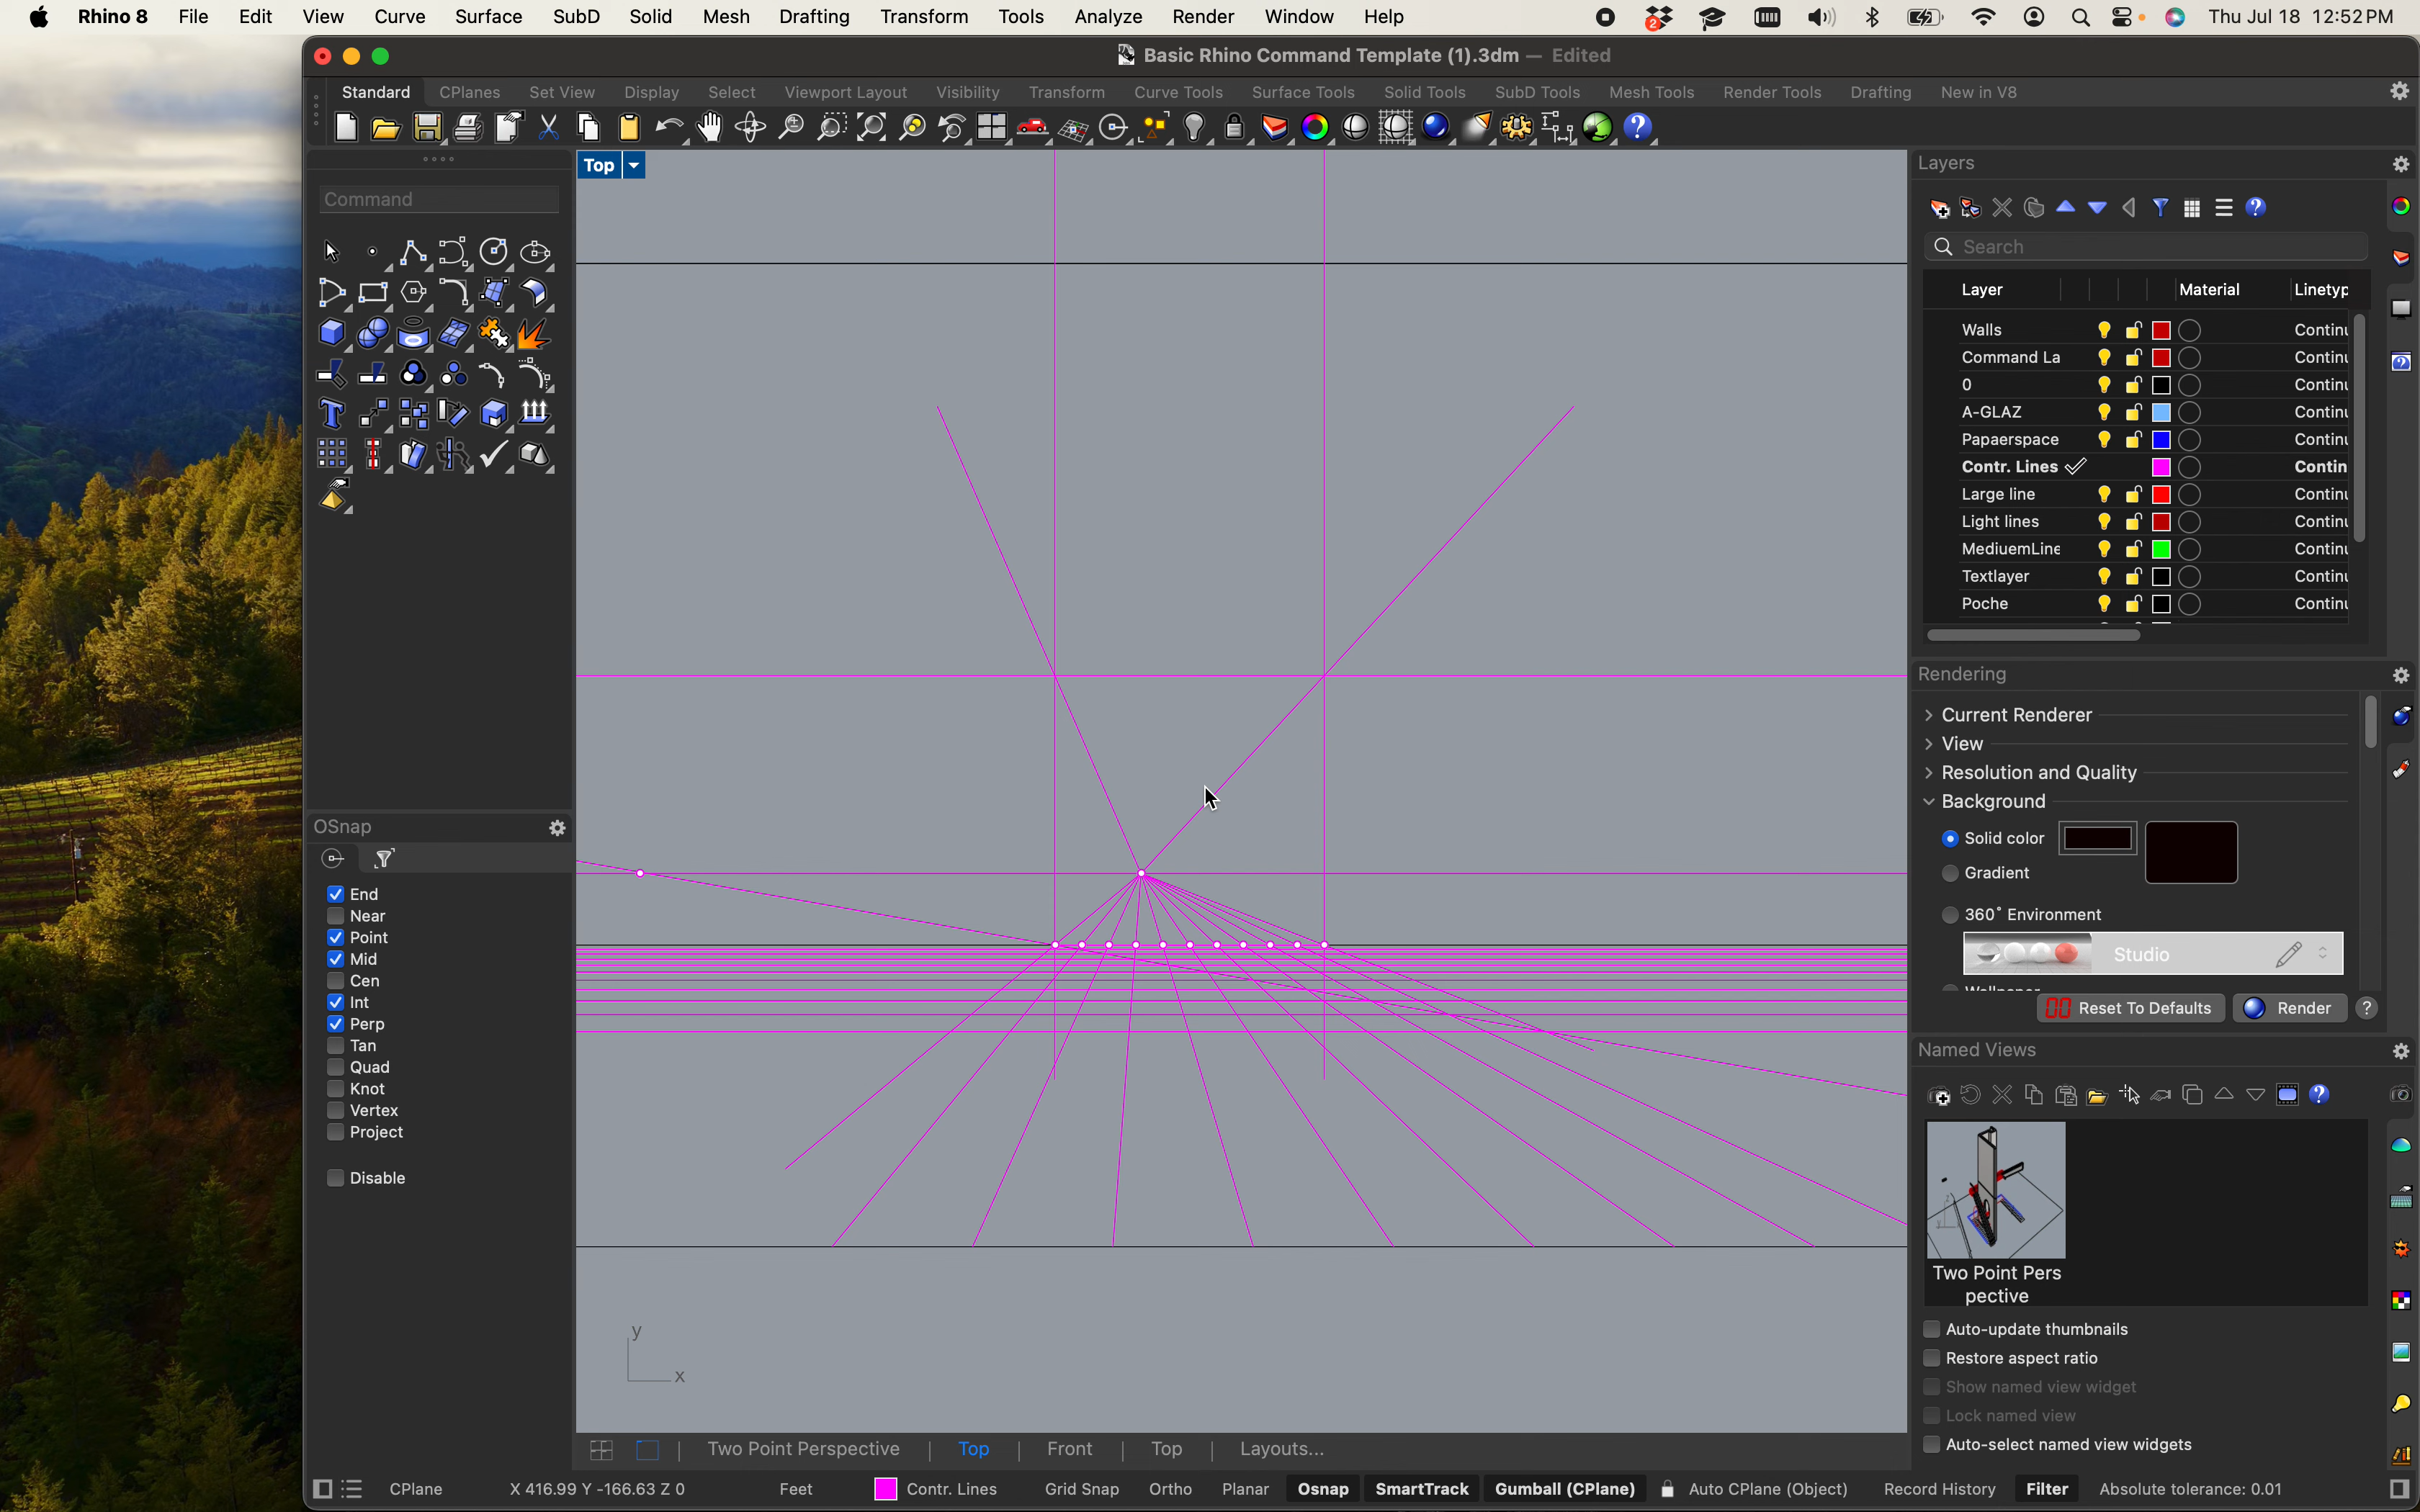 Rhino 8 File Edit View Curve Surface SubD Solid Mesh Drafting Transform Tools Analyze Render Window Help 2 Thu Jul 18 12:52 PM
Basic Rhino Command Template (1).3dm — Edited
Standard CPlanes Set View Display Select Viewport Layout Visibility Transform Curve Tools Surface Tools Solid Tools SubD Tools Mesh Tools Render Tools Drafting New in V8
Top
Command
OSnap
End
Near
Point
Mid
Cen
Int
Perp
Tan
Quad
Knot
Vertex
Project
Disable
y
x
Layers
Search
Layer Material Linetyp
Walls Continu
Command La Continu
0 Continu
A-GLAZ Continu
Papaerspace Continu
Contr. Lines Contin
Large line Continu
Light lines Continu
MediuemLine Continu
Textlayer Continu
Poche Continu
Rendering
Current Renderer
View
Resolution and Quality
Background
Solid color
Gradient
360° Environment
Studio
Wallpaper
Reset To Defaults Render ?
Named Views
Two Point Pers
pective
Auto-update thumbnails
Restore aspect ratio
Show named view widget
Lock named view
Auto-select named view widgets
Two Point Perspective | Top | Front | Top | Layouts...
CPlane X 416.99 Y -166.63 Z 0 Feet Contr. Lines Grid Snap Ortho Planar Osnap SmartTrack Gumball (CPlane) Auto CPlane (Object) Record History Filter Absolute tolerance: 0.01